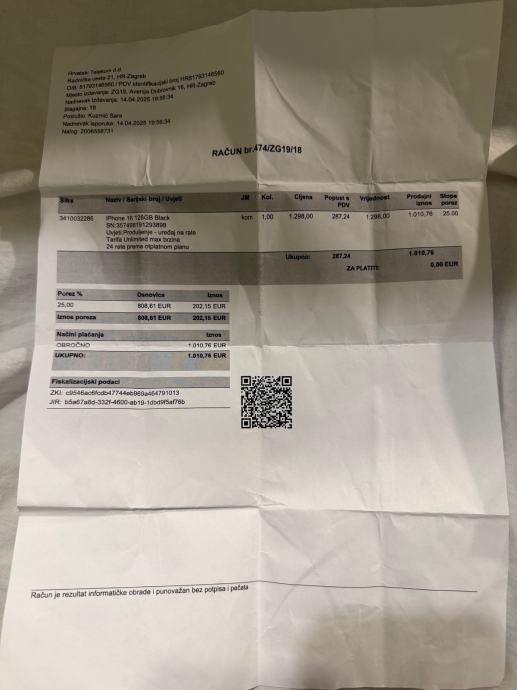 Hrvatski Telekom d.d.
Radnička cesta 21, HR-Zagreb
OIB: 81793146560 / PDV identifikacijski broj HR81793146560
Mjesto izdavanja: ZG19, Avenija Dubrovnik 16, HR-Zagreb
Nadnevak izdavanja: 14.04.2025 19:56:34
Blagajna: 18
Poslužio: Kuzmić Sara
Nadnevak isporuke: 14.04.2025 19:56:34
Nalog: 2006558731
RAČUN br.474/ZG19/18
Šifra Naziv / Serijski broj / Uvjeti JM Kol. Cijena Popust s PDV Vrijednost Prodajni iznos Stopa porez
3410032286 iPhone 16 128GB Black kom 1,00 1.298,00 287,24 1.298,00 1.010,76 25.00
SN:357498191293898
Uvjeti:Produljenje - uređaj na rate
Tarifa Unlimited max brzina
24 rate prema otplatnom planu
Ukupno: 287,24 1.010,76
ZA PLATITI: 0,00 EUR
Porez % Osnovica Iznos
25,00 808,61 EUR 202,15 EUR
Iznos poreza 808,61 EUR 202,15 EUR
Načini plaćanja Iznos
OBROČNO 1.010,76 EUR
UKUPNO: 1.010,76 EUR
Fiskalizacijski podaci
ZKI: c9546ac6fcdb47744eb969a464791013
JIR: b5a67a8d-332f-4600-ab19-1dbd9f5af76b
Račun je rezultat informatičke obrade i punovažan bez potpisa i pečata